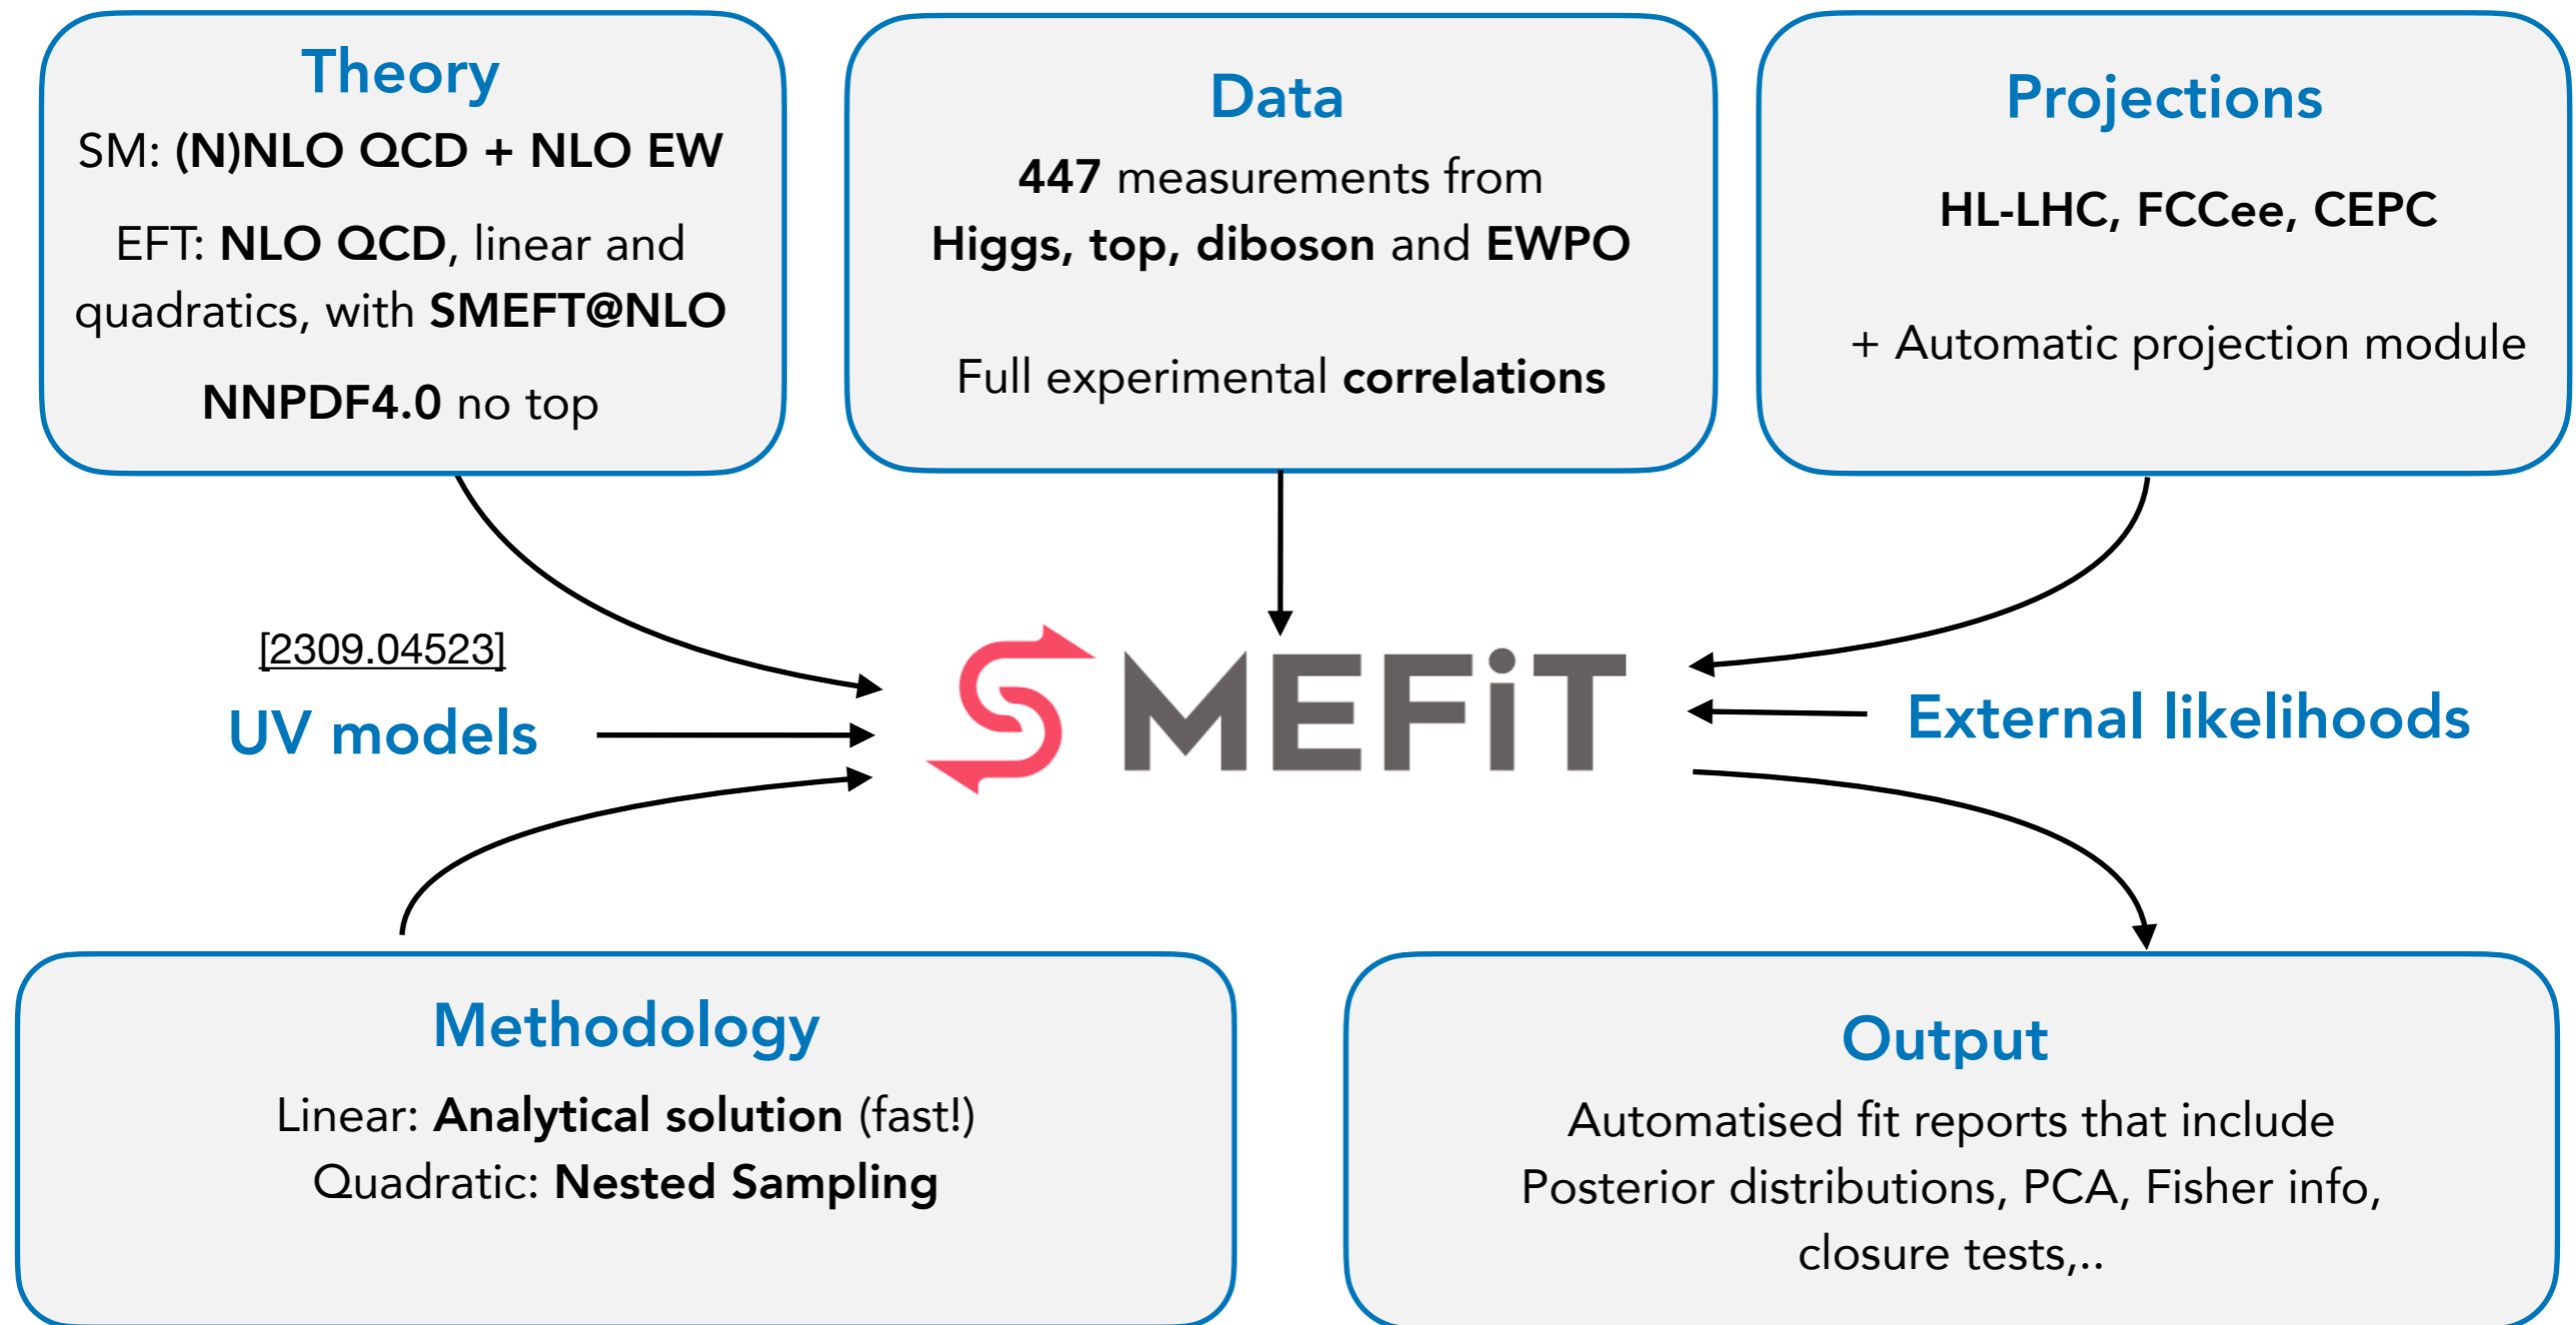 Theory
SM: (N)NLO QCD + NLO EW
EFT: NLO QCD, linear and
quadratics, with SMEFT@NLO
NNPDF4.0 no top
Data
447 measurements from
Higgs, top, diboson and EWPO
Full experimental correlations
Projections
HL-LHC, FCCee, CEPC
+ Automatic projection module
[2309.04523]
UV models
SMEFiT
External likelihoods
Methodology
Linear: Analytical solution (fast!)
Quadratic: Nested Sampling
Output
Automatised fit reports that include
Posterior distributions, PCA, Fisher info,
closure tests,..